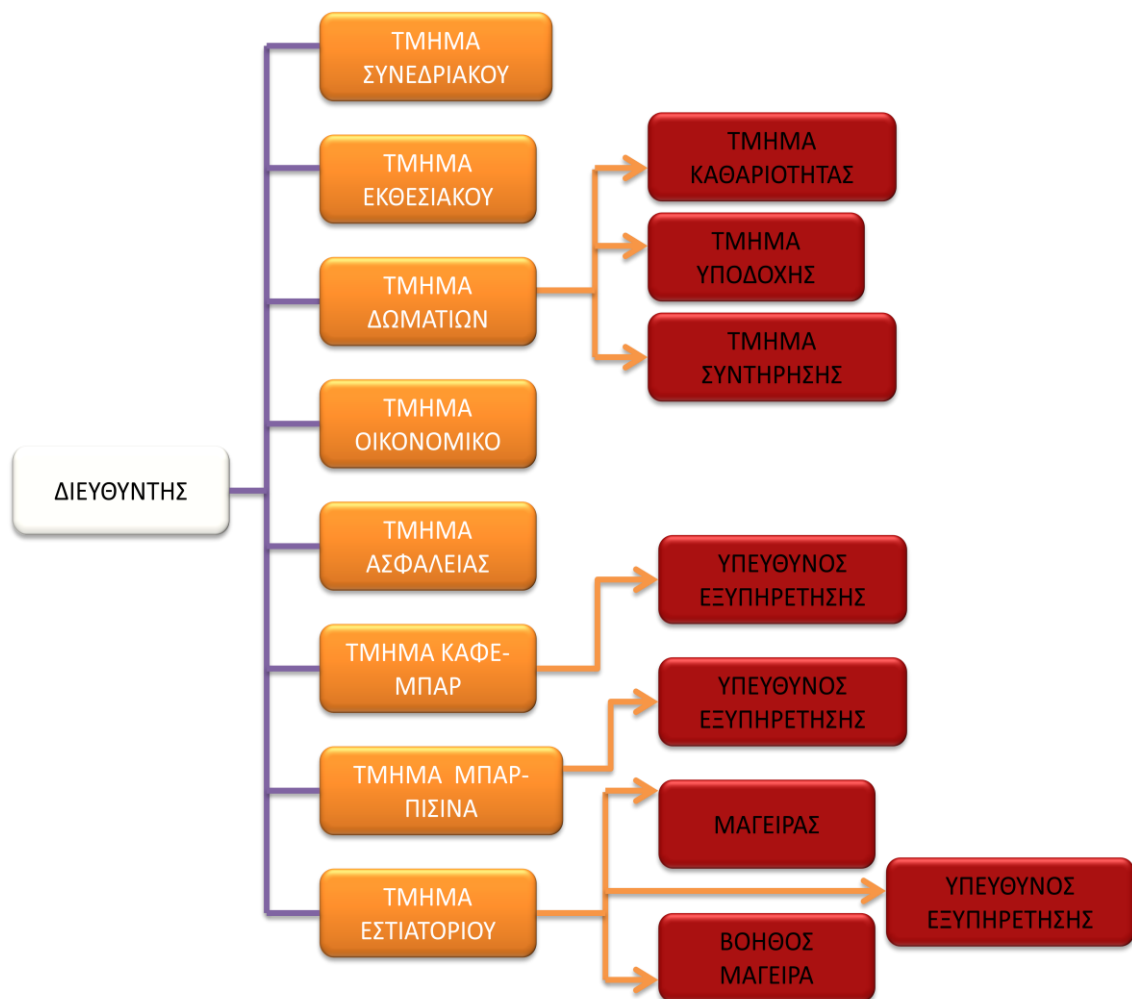 ΔΙΕΥΘΥΝΤΗΣ
ΤΜΗΜΑ
ΣΥΝΕΔΡΙΑΚΟΥ
ΤΜΗΜΑ
ΕΚΘΕΣΙΑΚΟΥ
ΤΜΗΜΑ
ΔΩΜΑΤΙΩΝ
ΤΜΗΜΑ
ΚΑΘΑΡΙΟΤΗΤΑΣ
ΤΜΗΜΑ
ΥΠΟΔΟΧΗΣ
ΤΜΗΜΑ
ΣΥΝΤΗΡΗΣΗΣ
ΤΜΗΜΑ
ΟΙΚΟΝΟΜΙΚΟ
ΤΜΗΜΑ
ΑΣΦΑΛΕΙΑΣ
ΤΜΗΜΑ ΚΑΦΕ-
ΜΠΑΡ
ΥΠΕΥΘΥΝΟΣ
ΕΞΥΠΗΡΕΤΗΣΗΣ
ΤΜΗΜΑ ΜΠΑΡ-
ΠΙΣΙΝΑ
ΥΠΕΥΘΥΝΟΣ
ΕΞΥΠΗΡΕΤΗΣΗΣ
ΤΜΗΜΑ
ΕΣΤΙΑΤΟΡΙΟΥ
ΜΑΓΕΙΡΑΣ
ΥΠΕΥΘΥΝΟΣ
ΕΞΥΠΗΡΕΤΗΣΗΣ
ΒΟΗΘΟΣ
ΜΑΓΕΙΡΑ